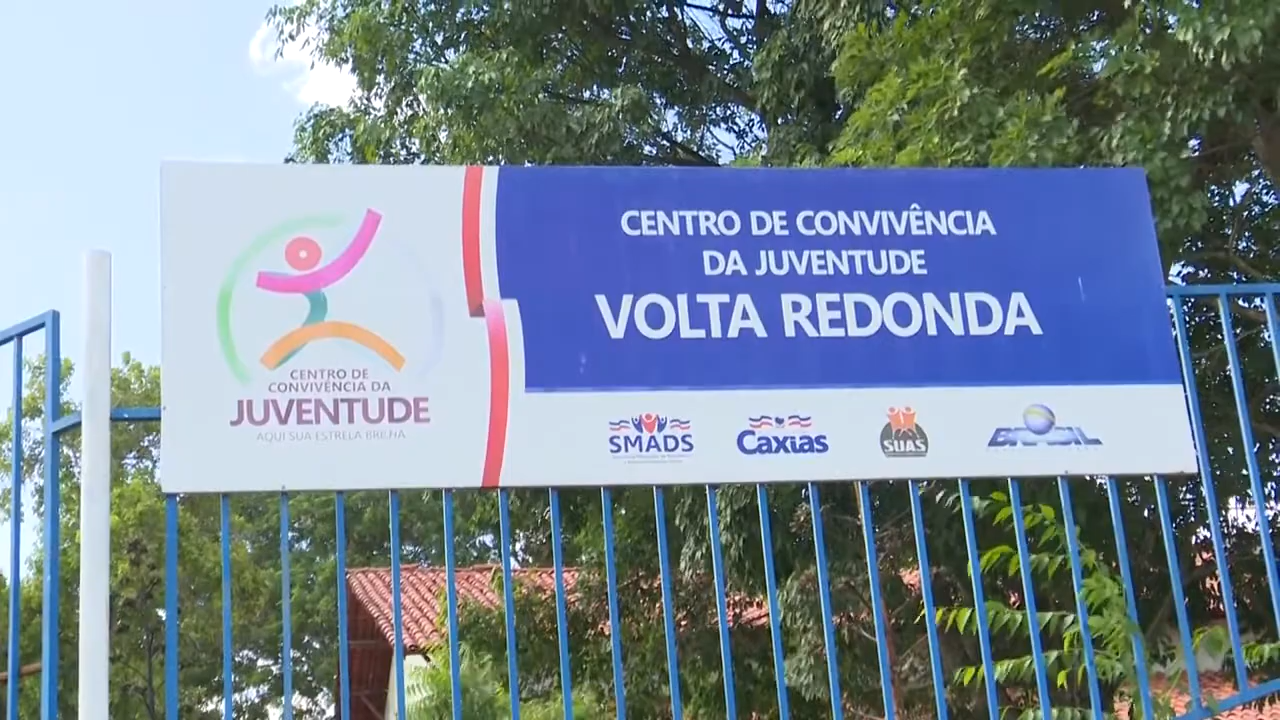 CENTRO DE CONVIVÊNCIA
DA JUVENTUDE
VOLTA REDONDA
CENTRO DE
CONVIVÊNCIA DA
JUVENTUDE
AQUI SUA ESTRELA BRILHA
SMADS
Caxias
SUAS
BRASIL